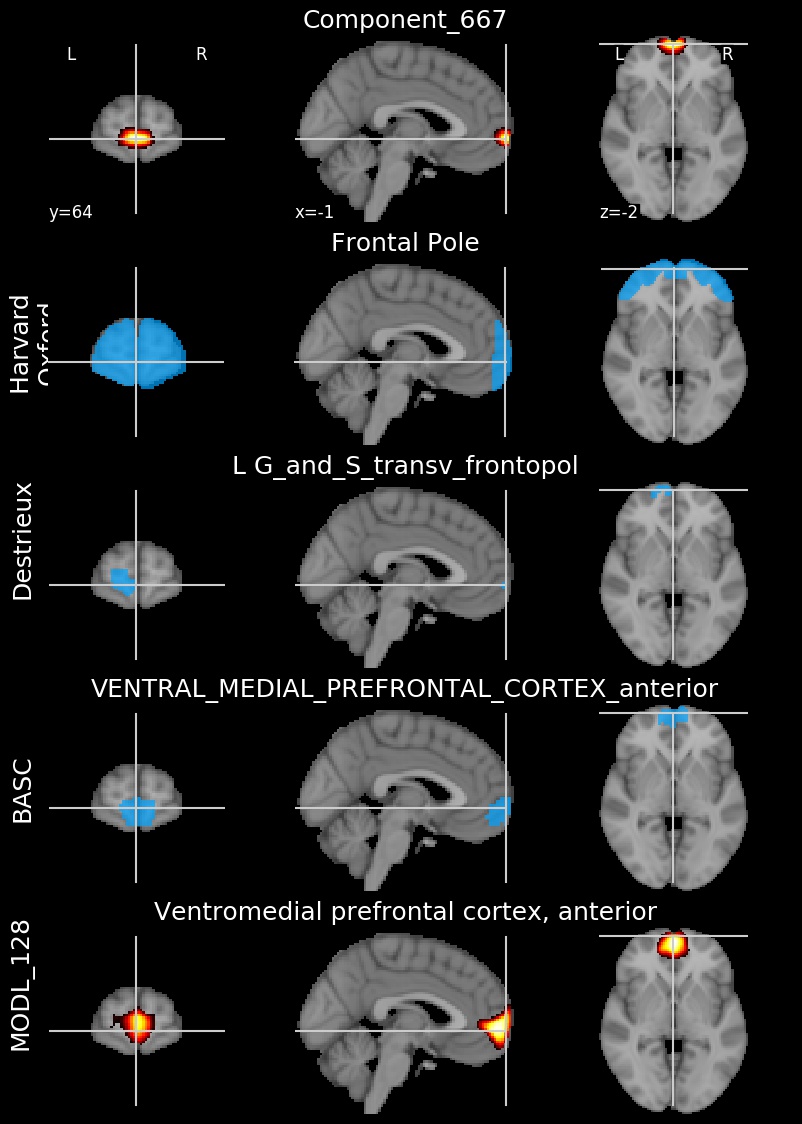 Component_667
L R L R
y=64 x=-1 z=-2
Frontal Pole
Harvard
Oxford
L G_and_S_transv_frontopol
Destrieux
VENTRAL_MEDIAL_PREFRONTAL_CORTEX_anterior
BASC
Ventromedial prefrontal cortex, anterior
MODL_128